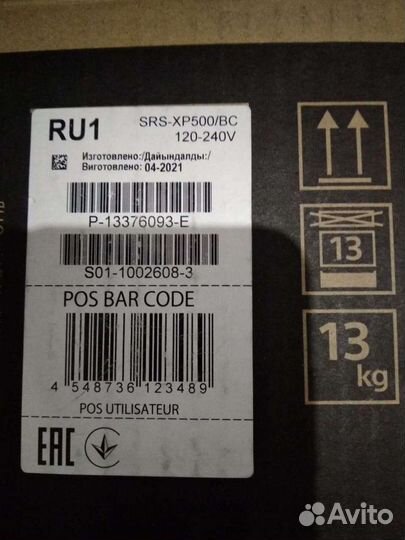 RU1
SRS-XP500/BC
120-240V
Изготовлено:/Дайындалды:/
Виготовлено: 04-2021
P-13376093-E
S01-1002608-3
POS BAR CODE
4 548736 123489
POS UTILISATEUR
EAC
13
13
kg
Avito